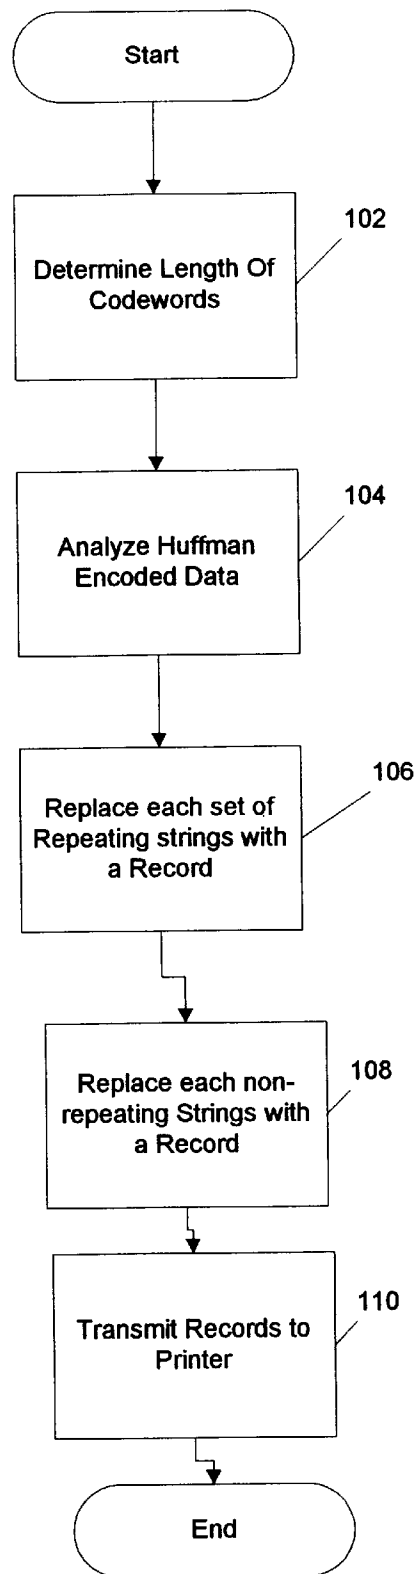 Start
102
Determine Length Of
Codewords
104
Analyze Huffman
Encoded Data
106
Replace each set of
Repeating strings with
a Record
108
Replace each non-
repeating Strings with
a Record
110
Transmit Records to
Printer
End